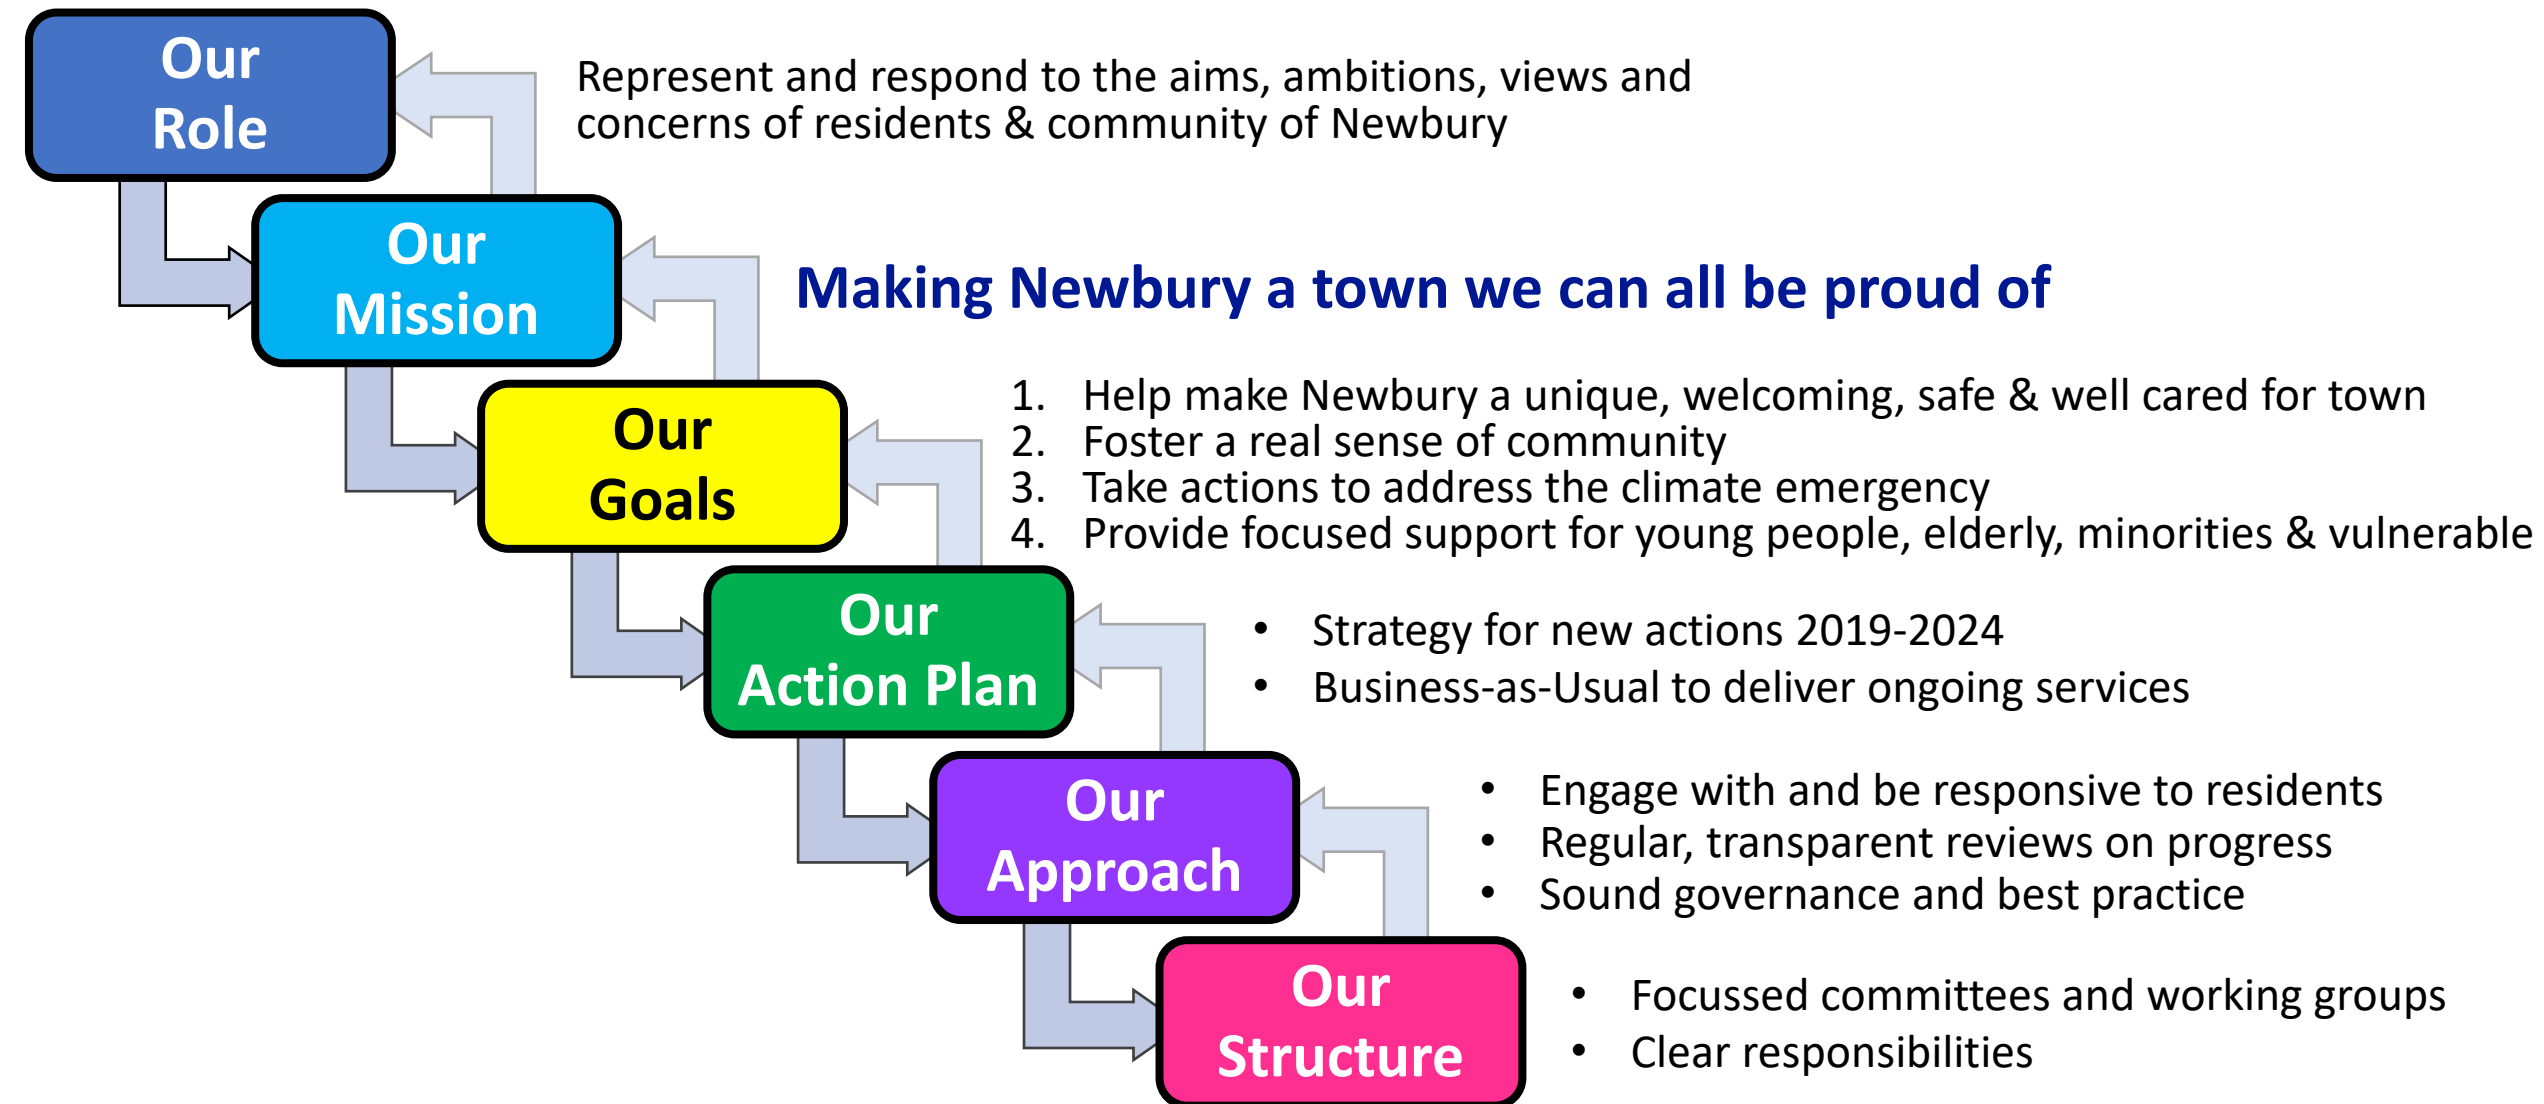 Our
Role
Represent and respond to the aims, ambitions, views and
concerns of residents & community of Newbury
Our
Mission
Making Newbury a town we can all be proud of
Our
Goals
1. Help make Newbury a unique, welcoming, safe & well cared for town
2. Foster a real sense of community
3. Take actions to address the climate emergency
4. Provide focused support for young people, elderly, minorities & vulnerable
Our
Action Plan
• Strategy for new actions 2019-2024
• Business-as-Usual to deliver ongoing services
Our
Approach
• Engage with and be responsive to residents
• Regular, transparent reviews on progress
• Sound governance and best practice
Our
Structure
• Focussed committees and working groups
• Clear responsibilities